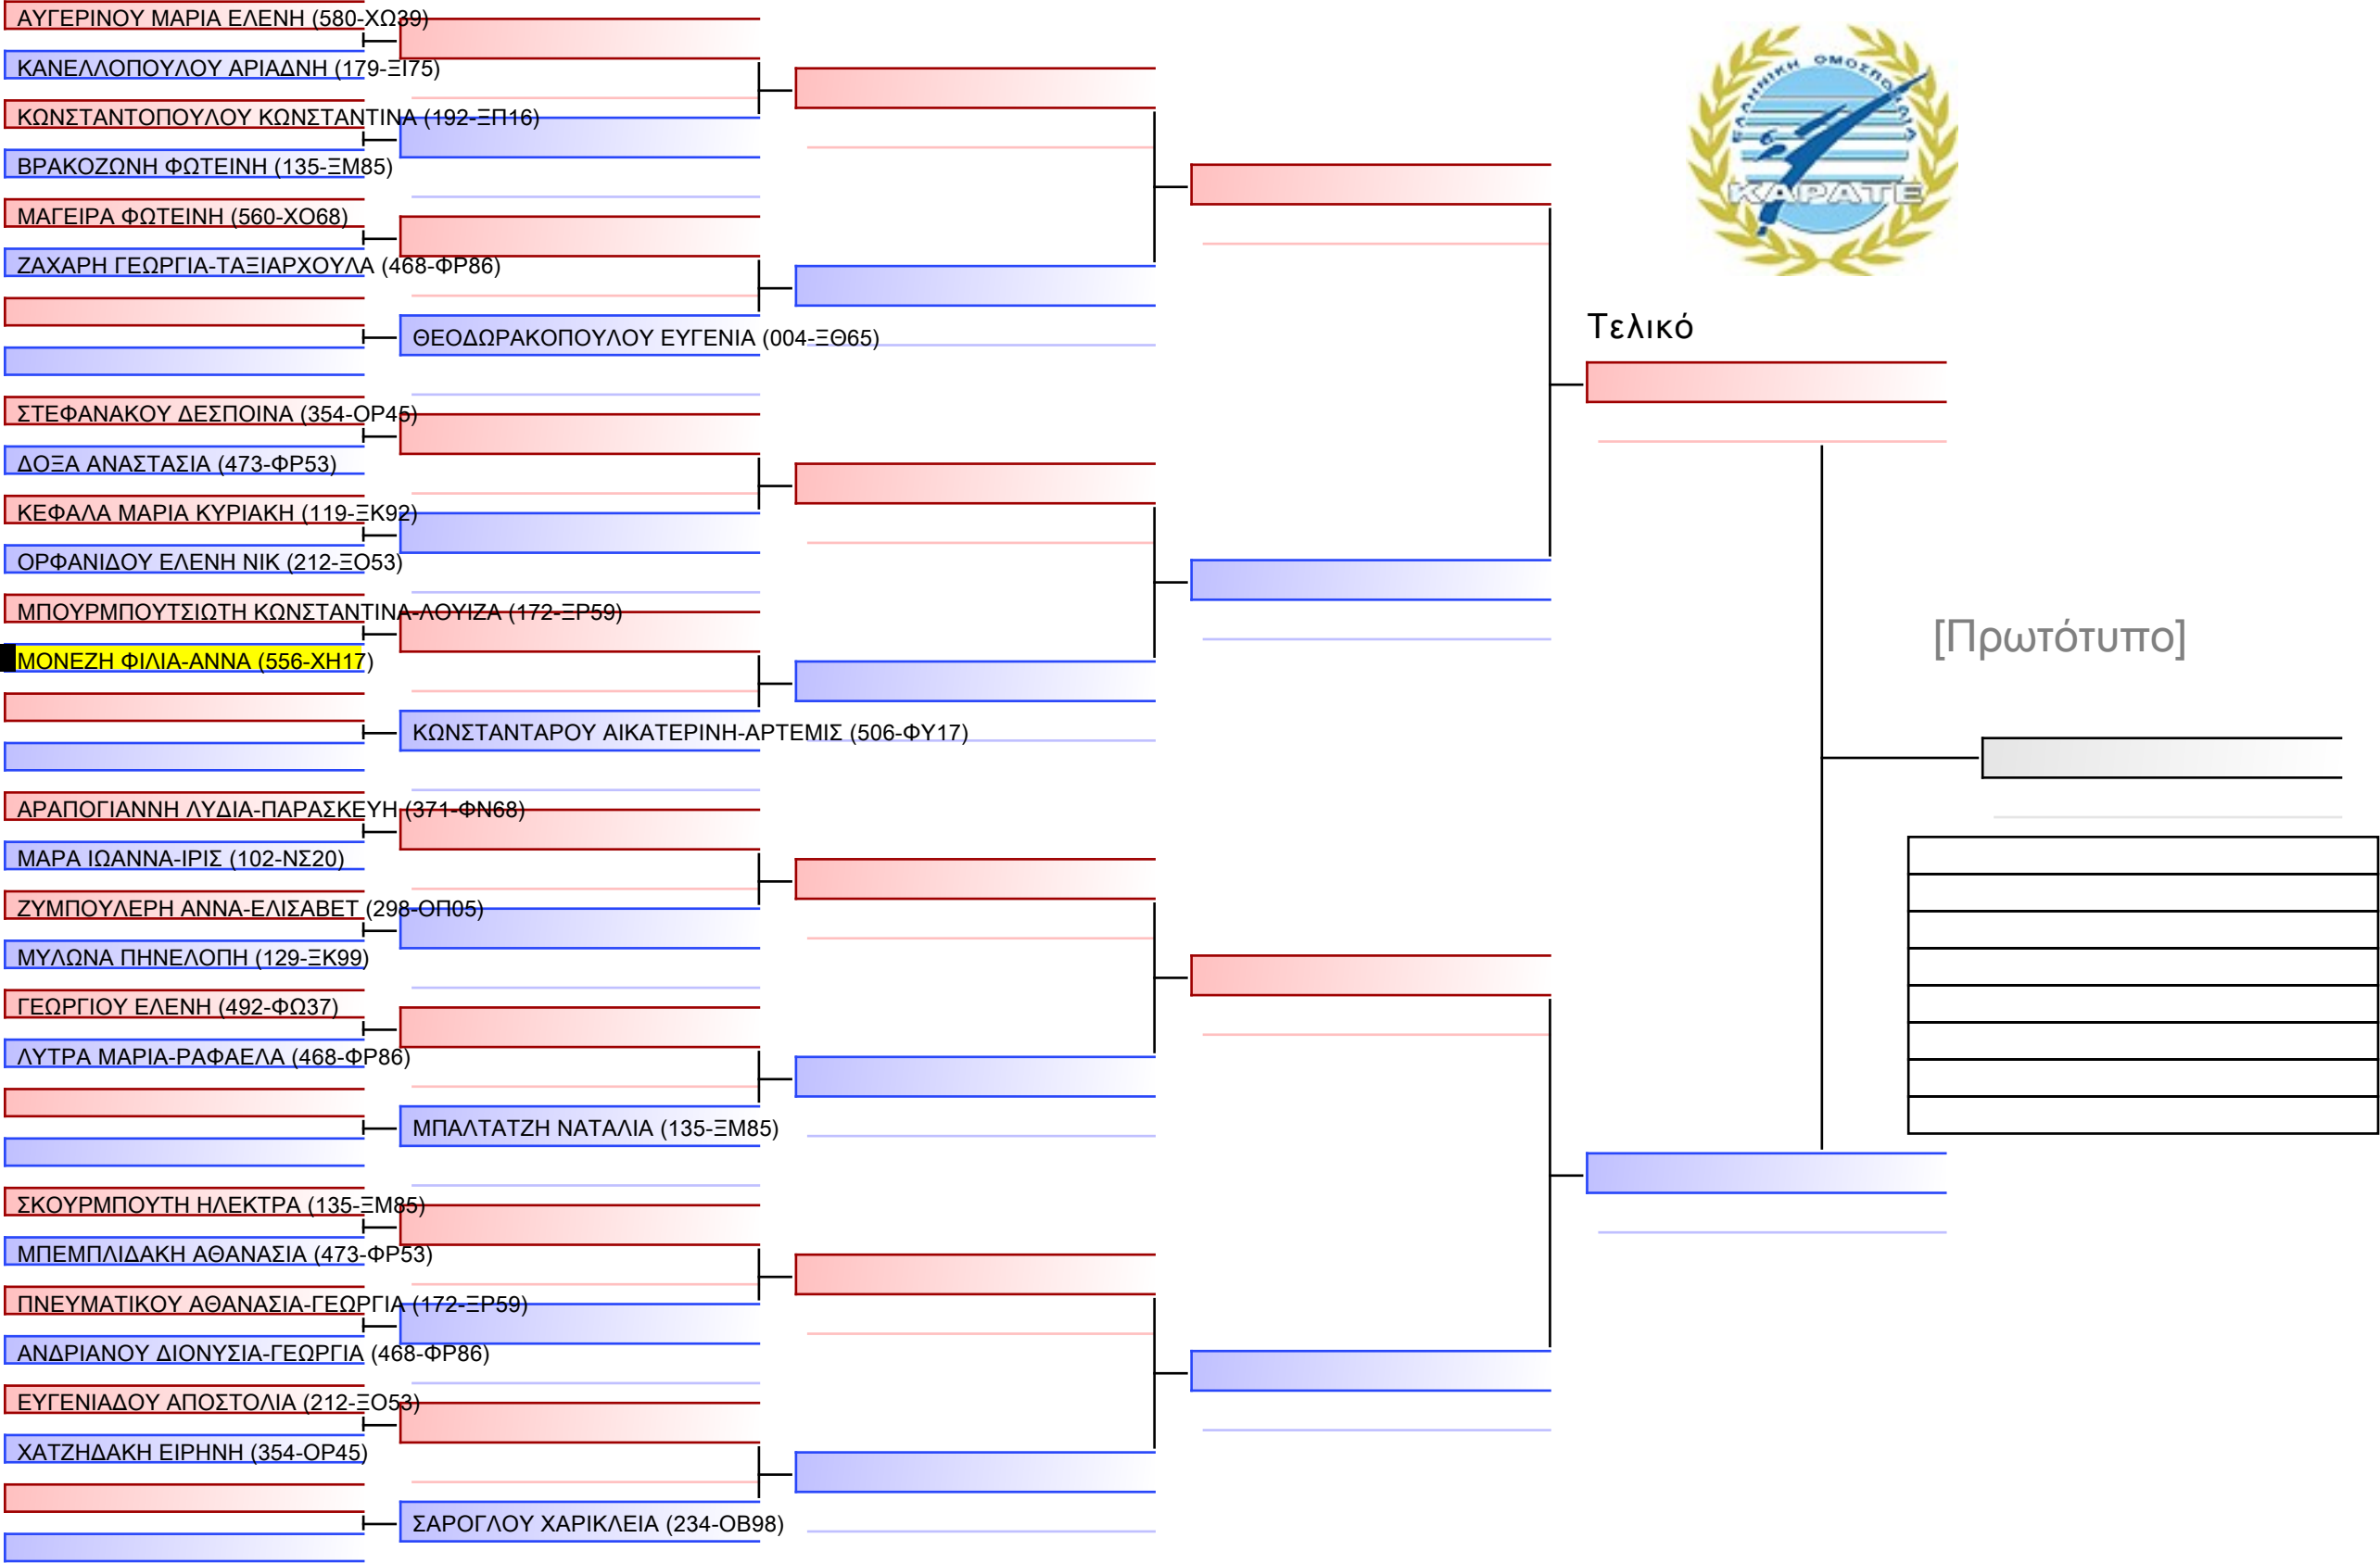 ΑΥΓΕΡΙΝΟΥ ΜΑΡΙΑ ΕΛΕΝΗ (580-ΧΩ39)
ΚΑΝΕΛΛΟΠΟΥΛΟΥ ΑΡΙΑΔΝΗ (179-ΞΙ75)
ΚΩΝΣΤΑΝΤΟΠΟΥΛΟΥ ΚΩΝΣΤΑΝΤΙΝΑ (192-ΞΠ16)
ΒΡΑΚΟΖΩΝΗ ΦΩΤΕΙΝΗ (135-ΞΜ85)
ΜΑΓΕΙΡΑ ΦΩΤΕΙΝΗ (560-ΧΟ68)
ΖΑΧΑΡΗ ΓΕΩΡΓΙΑ-ΤΑΞΙΑΡΧΟΥΛΑ (468-ΦΡ86)
ΘΕΟΔΩΡΑΚΟΠΟΥΛΟΥ ΕΥΓΕΝΙΑ (004-ΞΘ65)
ΣΤΕΦΑΝΑΚΟΥ ΔΕΣΠΟΙΝΑ (354-ΟΡ45)
ΔΟΞΑ ΑΝΑΣΤΑΣΙΑ (473-ΦΡ53)
ΚΕΦΑΛΑ ΜΑΡΙΑ ΚΥΡΙΑΚΗ (119-ΞΚ92)
ΟΡΦΑΝΙΔΟΥ ΕΛΕΝΗ ΝΙΚ (212-ΞΟ53)
ΜΠΟΥΡΜΠΟΥΤΣΙΩΤΗ ΚΩΝΣΤΑΝΤΙΝΑ-ΛΟΥΙΖΑ (172-ΞΡ59)
ΜΟΝΕΖΗ ΦΙΛΙΑ-ΑΝΝΑ (556-ΧΗ17)
ΚΩΝΣΤΑΝΤΑΡΟΥ ΑΙΚΑΤΕΡΙΝΗ-ΑΡΤΕΜΙΣ (506-ΦΥ17)
ΑΡΑΠΟΓΙΑΝΝΗ ΛΥΔΙΑ-ΠΑΡΑΣΚΕΥΗ (371-ΦΝ68)
ΜΑΡΑ ΙΩΑΝΝΑ-ΙΡΙΣ (102-ΝΣ20)
ΖΥΜΠΟΥΛΕΡΗ ΑΝΝΑ-ΕΛΙΣΑΒΕΤ (298-ΟΠ05)
ΜΥΛΩΝΑ ΠΗΝΕΛΟΠΗ (129-ΞΚ99)
ΓΕΩΡΓΙΟΥ ΕΛΕΝΗ (492-ΦΩ37)
ΛΥΤΡΑ ΜΑΡΙΑ-ΡΑΦΑΕΛΑ (468-ΦΡ86)
ΜΠΑΛΤΑΤΖΗ ΝΑΤΑΛΙΑ (135-ΞΜ85)
ΣΚΟΥΡΜΠΟΥΤΗ ΗΛΕΚΤΡΑ (135-ΞΜ85)
ΜΠΕΜΠΛΙΔΑΚΗ ΑΘΑΝΑΣΙΑ (473-ΦΡ53)
ΠΝΕΥΜΑΤΙΚΟΥ ΑΘΑΝΑΣΙΑ-ΓΕΩΡΓΙΑ (172-ΞΡ59)
ΑΝΔΡΙΑΝΟΥ ΔΙΟΝΥΣΙΑ-ΓΕΩΡΓΙΑ (468-ΦΡ86)
ΕΥΓΕΝΙΑΔΟΥ ΑΠΟΣΤΟΛΙΑ (212-ΞΟ53)
ΧΑΤΖΗΔΑΚΗ ΕΙΡΗΝΗ (354-ΟΡ45)
ΣΑΡΟΓΛΟΥ ΧΑΡΙΚΛΕΙΑ (234-ΟΒ98)
ΕΛΛΗΝΙΚΗ ΟΜΟΣΠΟΝΔΙΑ
ΚΑΡΑΤΕ
Τελικό
[Πρωτότυπο]